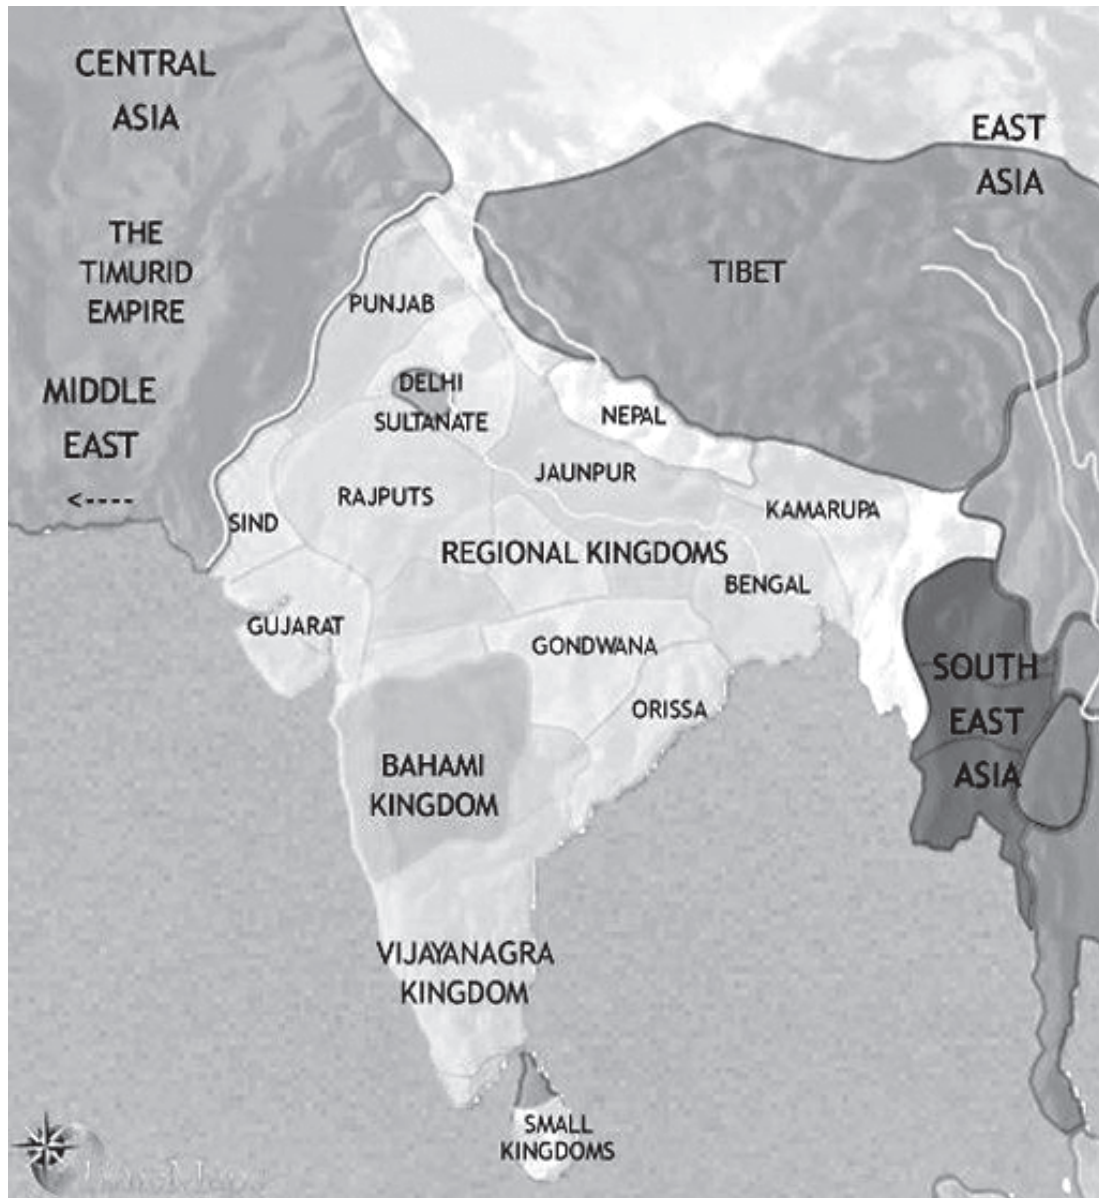 CENTRAL
ASIA
EAST
ASIA
THE
TIMURID
EMPIRE
TIBET
PUNJAB
MIDDLE
EAST
<----
DELHI
SULTANATE
NEPAL
JAUNPUR
RAJPUTS
SIND
KAMARUPA
REGIONAL KINGDOMS
BENGAL
GUJARAT
GONDWANA
ORISSA
SOUTH
EAST
ASIA
BAHAMI
KINGDOM
VIJAYANAGRA
KINGDOM
SMALL
KINGDOMS